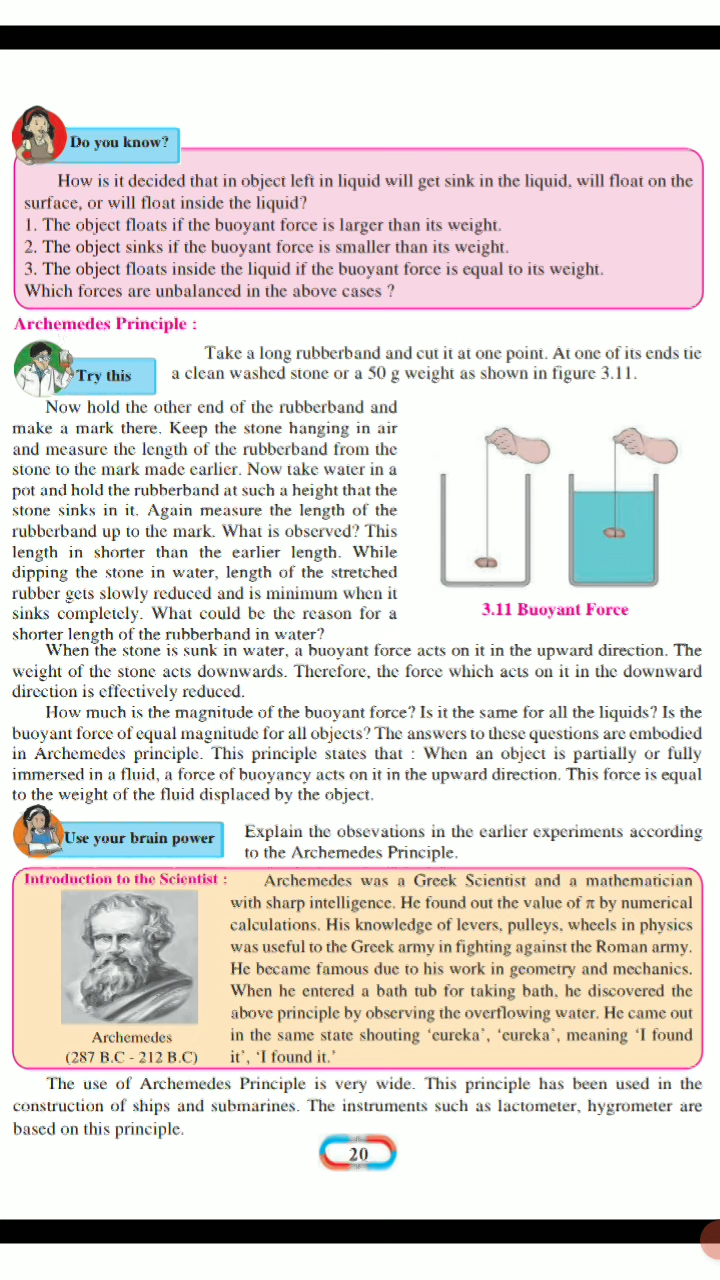 Do you know?
How is it decided that in object left in liquid will get sink in the liquid, will float on the
surface, or will float inside the liquid?
1. The object floats if the buoyant force is larger than its weight.
2. The object sinks if the buoyant force is smaller than its weight.
3. The object floats inside the liquid if the buoyant force is equal to its weight.
Which forces are unbalanced in the above cases ?
Archemedes Principle :
Try this
Take a long rubberband and cut it at one point. At one of its ends tie
a clean washed stone or a 50 g weight as shown in figure 3.11.
Now hold the other end of the rubberband and
make a mark there. Keep the stone hanging in air
and measure the length of the rubberband from the
stone to the mark made earlier. Now take water in a
pot and hold the rubberband at such a height that the
stone sinks in it. Again measure the length of the
rubberband up to the mark. What is observed? This
length in shorter than the earlier length. While
dipping the stone in water, length of the stretched
rubber gets slowly reduced and is minimum when it
sinks completely. What could be the reason for a
shorter length of the rubberband in water?
3.11 Buoyant Force
When the stone is sunk in water, a buoyant force acts on it in the upward direction. The
weight of the stone acts downwards. Therefore, the force which acts on it in the downward
direction is effectively reduced.
How much is the magnitude of the buoyant force? Is it the same for all the liquids? Is the
buoyant force of equal magnitude for all objects? The answers to these questions are embodied
in Archemedes principle. This principle states that : When an object is partially or fully
immersed in a fluid, a force of buoyancy acts on it in the upward direction. This force is equal
to the weight of the fluid displaced by the object.
Use your brain power
Explain the obsevations in the earlier experiments according
to the Archemedes Principle.
Introduction to the Scientist :
Archemedes was a Greek Scientist and a mathematician
with sharp intelligence. He found out the value of π by numerical
calculations. His knowledge of levers, pulleys, wheels in physics
was useful to the Greek army in fighting against the Roman army.
He became famous due to his work in geometry and mechanics.
When he entered a bath tub for taking bath, he discovered the
above principle by observing the overflowing water. He came out
in the same state shouting ‘eureka’, ‘eureka’, meaning ‘I found
it’, ‘I found it.’
Archemedes
(287 B.C - 212 B.C)
The use of Archemedes Principle is very wide. This principle has been used in the
construction of ships and submarines. The instruments such as lactometer, hygrometer are
based on this principle.
20